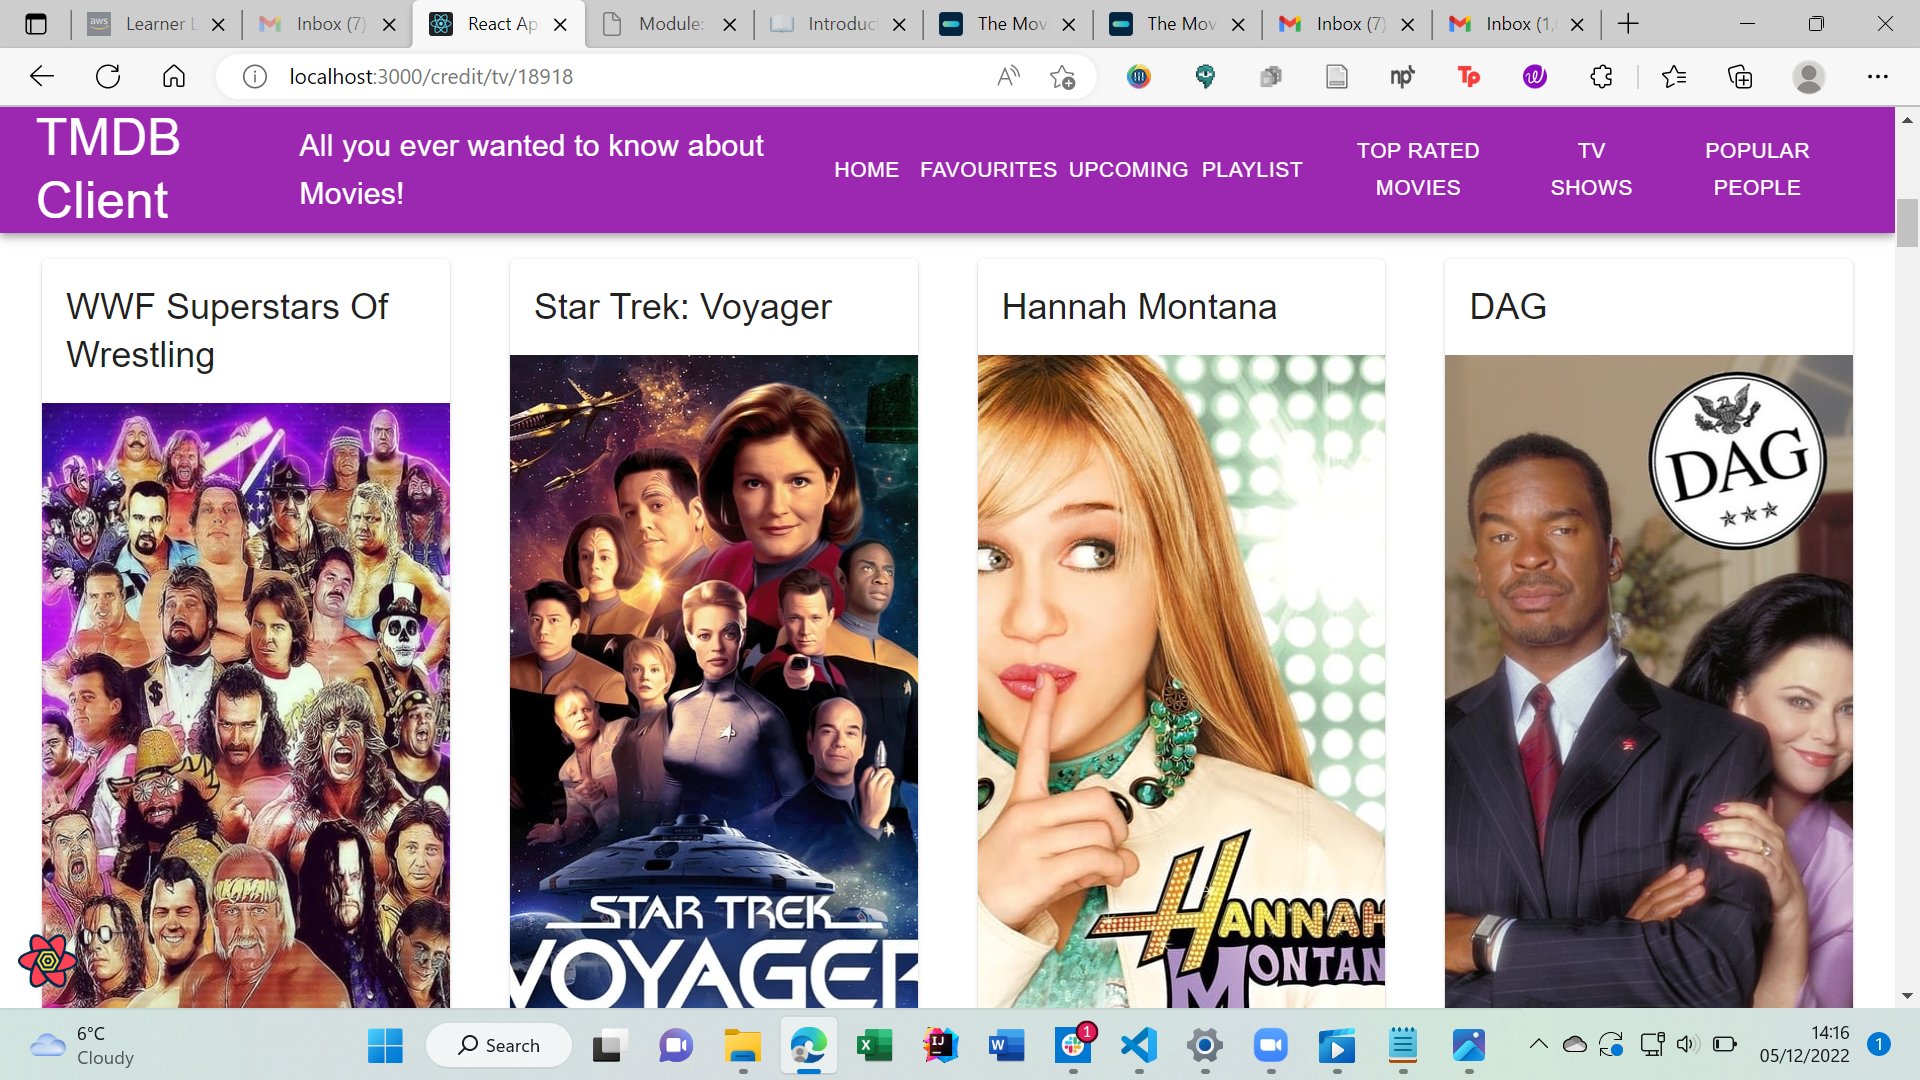 Learner L
Inbox (7)
React Ap
Module:
Introduc
The Mov
The Mov
Inbox (7)
Inbox (1,
localhost:3000/credit/tv/18918
TMDB
Client
All you ever wanted to know about
Movies!
HOME
FAVOURITES
UPCOMING
PLAYLIST
TOP RATED
MOVIES
TV
SHOWS
POPULAR
PEOPLE
WWF Superstars Of
Wrestling
Star Trek: Voyager
Hannah Montana
DAG
DAG
STAR TREK
VOYAGER
HANNAH
MONTAN
6°C
Cloudy
Search
1
14:16
05/12/2022
1